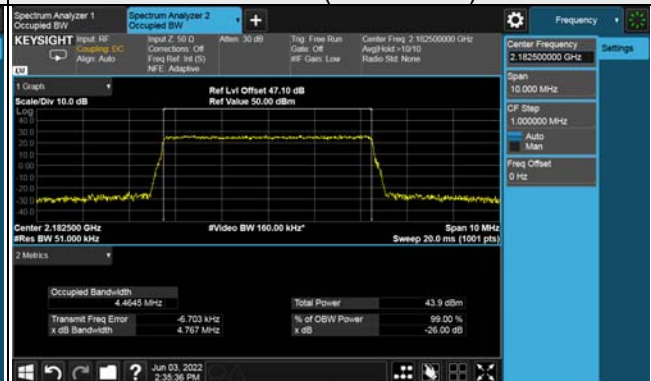 Spectrum Analyzer 1
Occupied BW
Spectrum Analyzer 2
Occupied BW
+
Frequency
KEYSIGHT
Input: RF
Coupling: DC
Align: Auto
Input Z: 50 Ω
Corrections: Off
Freq Ref: Int (S)
NFE: Adaptive
Atten: 30 dB
Trig: Free Run
Gate: Off
#IF Gain: Low
Center Freq: 2.182500000 GHz
Avg|Hold:>10/10
Radio Std: None
Center Frequency
2.182500000 GHz
Settings
Span
10.000 MHz
CF Step
1.000000 MHz
Auto
Man
Freq Offset
0 Hz
1 Graph
Scale/Div 10.0 dB
Ref Lvl Offset 47.10 dB
Ref Value 50.00 dBm
Log
40.0
30.0
20.0
10.0
0.00
-10.0
-20.0
-30.0
-40.0
Center 2.182500 GHz
#Video BW 160.00 kHz*
Span 10 MHz
#Res BW 51.000 kHz
Sweep 20.0 ms (1001 pts)
2 Metrics
Occupied Bandwidth
4.4645 MHz
Total Power
43.9 dBm
Transmit Freq Error
-6.703 kHz
% of OBW Power
99.00 %
x dB Bandwidth
4.767 MHz
x dB
-26.00 dB
?
Jun 03, 2022
2:35:36 PM